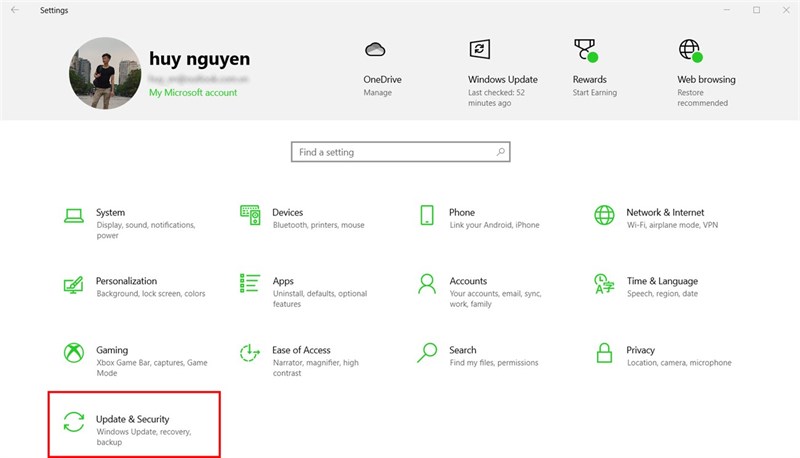 Settings
huy nguyen
My Microsoft account
OneDrive
Manage
Windows Update
Last checked: 52
minutes ago
Rewards
Start Earning
Web browsing
Restore
recommended
Find a setting
System
Display, sound, notifications,
power
Devices
Bluetooth, printers, mouse
Phone
Link your Android, iPhone
Network & Internet
Wi-Fi, airplane mode, VPN
Personalization
Background, lock screen, colors
Apps
Uninstall, defaults, optional
features
Accounts
Your accounts, email, sync,
work, family
Time & Language
Speech, region, date
Gaming
Xbox Game Bar, captures, Game
Mode
Ease of Access
Narrator, magnifier, high
contrast
Search
Find my files, permissions
Privacy
Location, camera, microphone
Update & Security
Windows Update, recovery,
backup